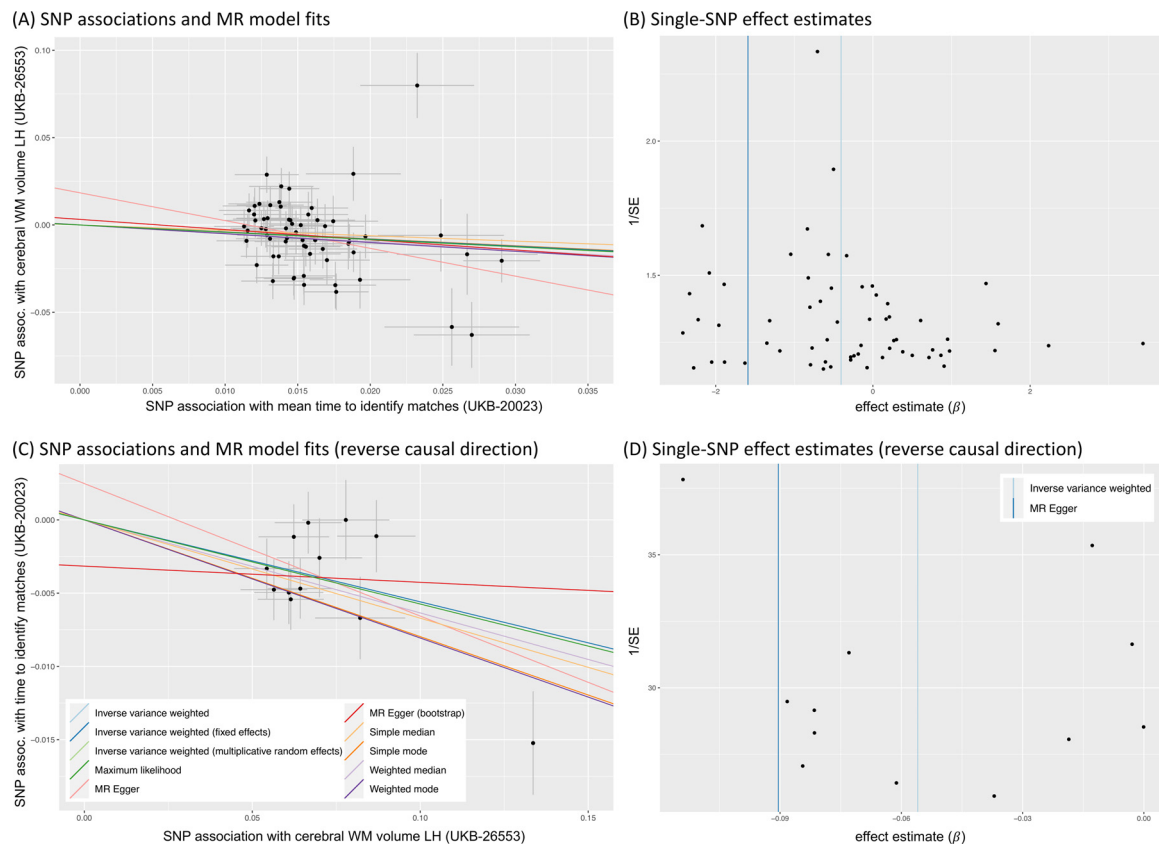 (A) SNP associations and MR model fits
SNP assoc. with cerebral WM volume LH (UKB-26553)
0.10
0.05
0.00
−0.05
0.000
0.005
0.010
0.015
0.020
0.025
0.030
0.035
SNP association with mean time to identify matches (UKB-20023)
(B) Single-SNP effect estimates
1/SE
2.0
1.5
1.0
−2
0
2
effect estimate (β)
(C) SNP associations and MR model fits (reverse causal direction)
SNP assoc. with time to identify matches (UKB-20023)
0.000
−0.005
−0.010
−0.015
Inverse variance weighted
Inverse variance weighted (fixed effects)
Inverse variance weighted (multiplicative random effects)
Maximum likelihood
MR Egger
MR Egger (bootstrap)
Simple median
Simple mode
Weighted median
Weighted mode
0.00
0.05
0.10
0.15
SNP association with cerebral WM volume LH (UKB-26553)
(D) Single-SNP effect estimates (reverse causal direction)
Inverse variance weighted
MR Egger
1/SE
35
30
−0.09
−0.06
−0.03
0.00
effect estimate (β)